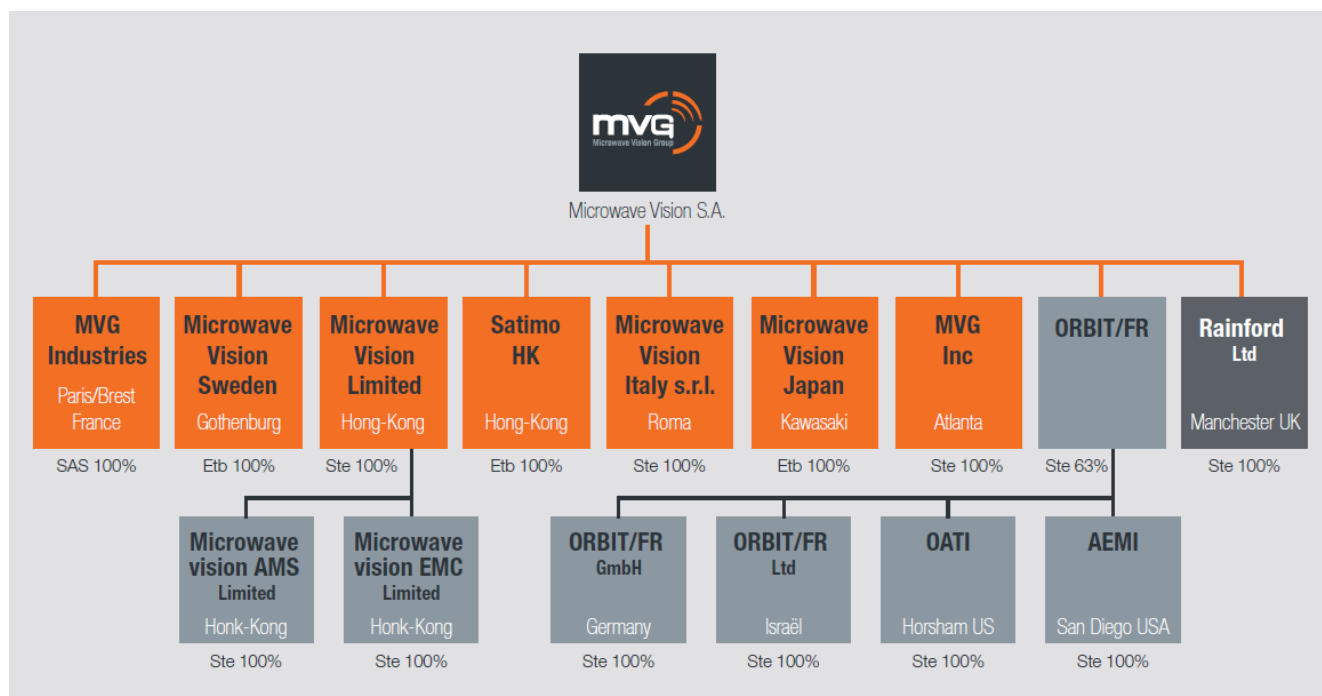 mvg
Microwave Vision Group
Microwave Vision S.A.
MVG
Industries
Paris/Brest
France
SAS 100%
Microwave
Vision
Sweden
Gothenburg
Etb 100%
Microwave
Vision
Limited
Hong-Kong
Ste 100%
Satimo
HK
Hong-Kong
Etb 100%
Microwave
Vision
Italy s.r.l.
Roma
Ste 100%
Microwave
Vision
Japan
Kawasaki
Etb 100%
MVG
Inc
Atlanta
Ste 100%
ORBIT/FR
Ste 63%
Rainford
Ltd
Manchester UK
Ste 100%
Microwave
vision AMS
Limited
Honk-Kong
Ste 100%
Microwave
vision EMC
Limited
Honk-Kong
Ste 100%
ORBIT/FR
GmbH
Germany
Ste 100%
ORBIT/FR
Ltd
Israël
Ste 100%
OATI
Horsham US
Ste 100%
AEMI
San Diego USA
Ste 100%